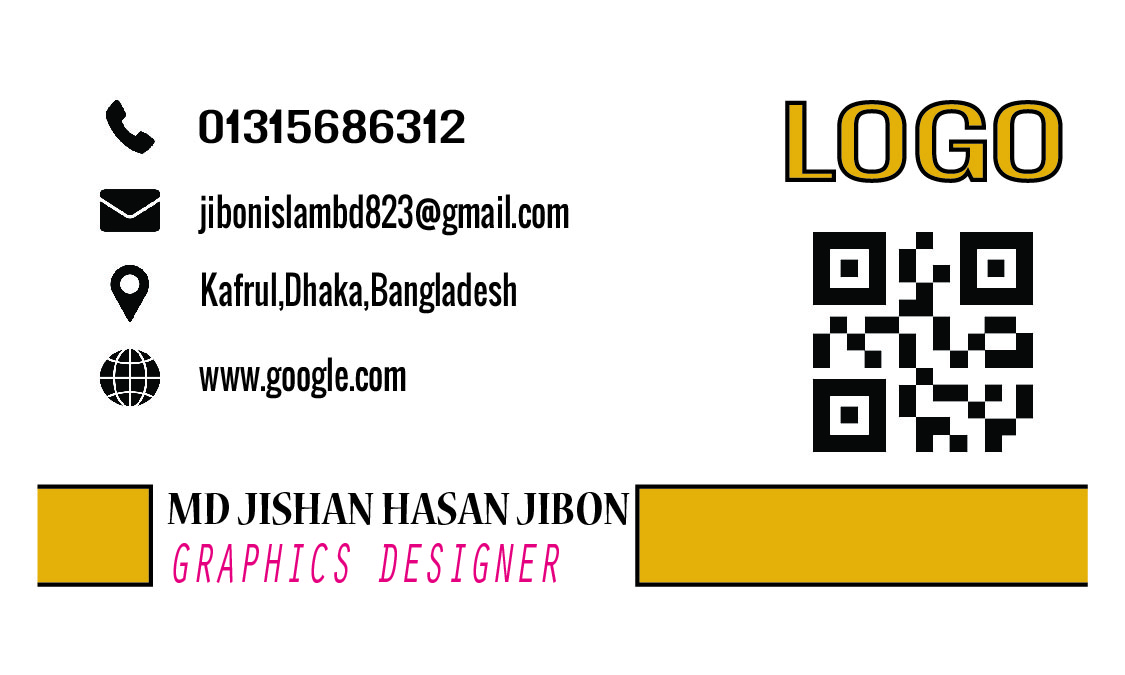 01315686312
LOGO
jibonislambd823@gmail.com
Kafrul,Dhaka,Bangladesh
www.google.com
MD JISHAN HASAN JIBON
GRAPHICS DESIGNER